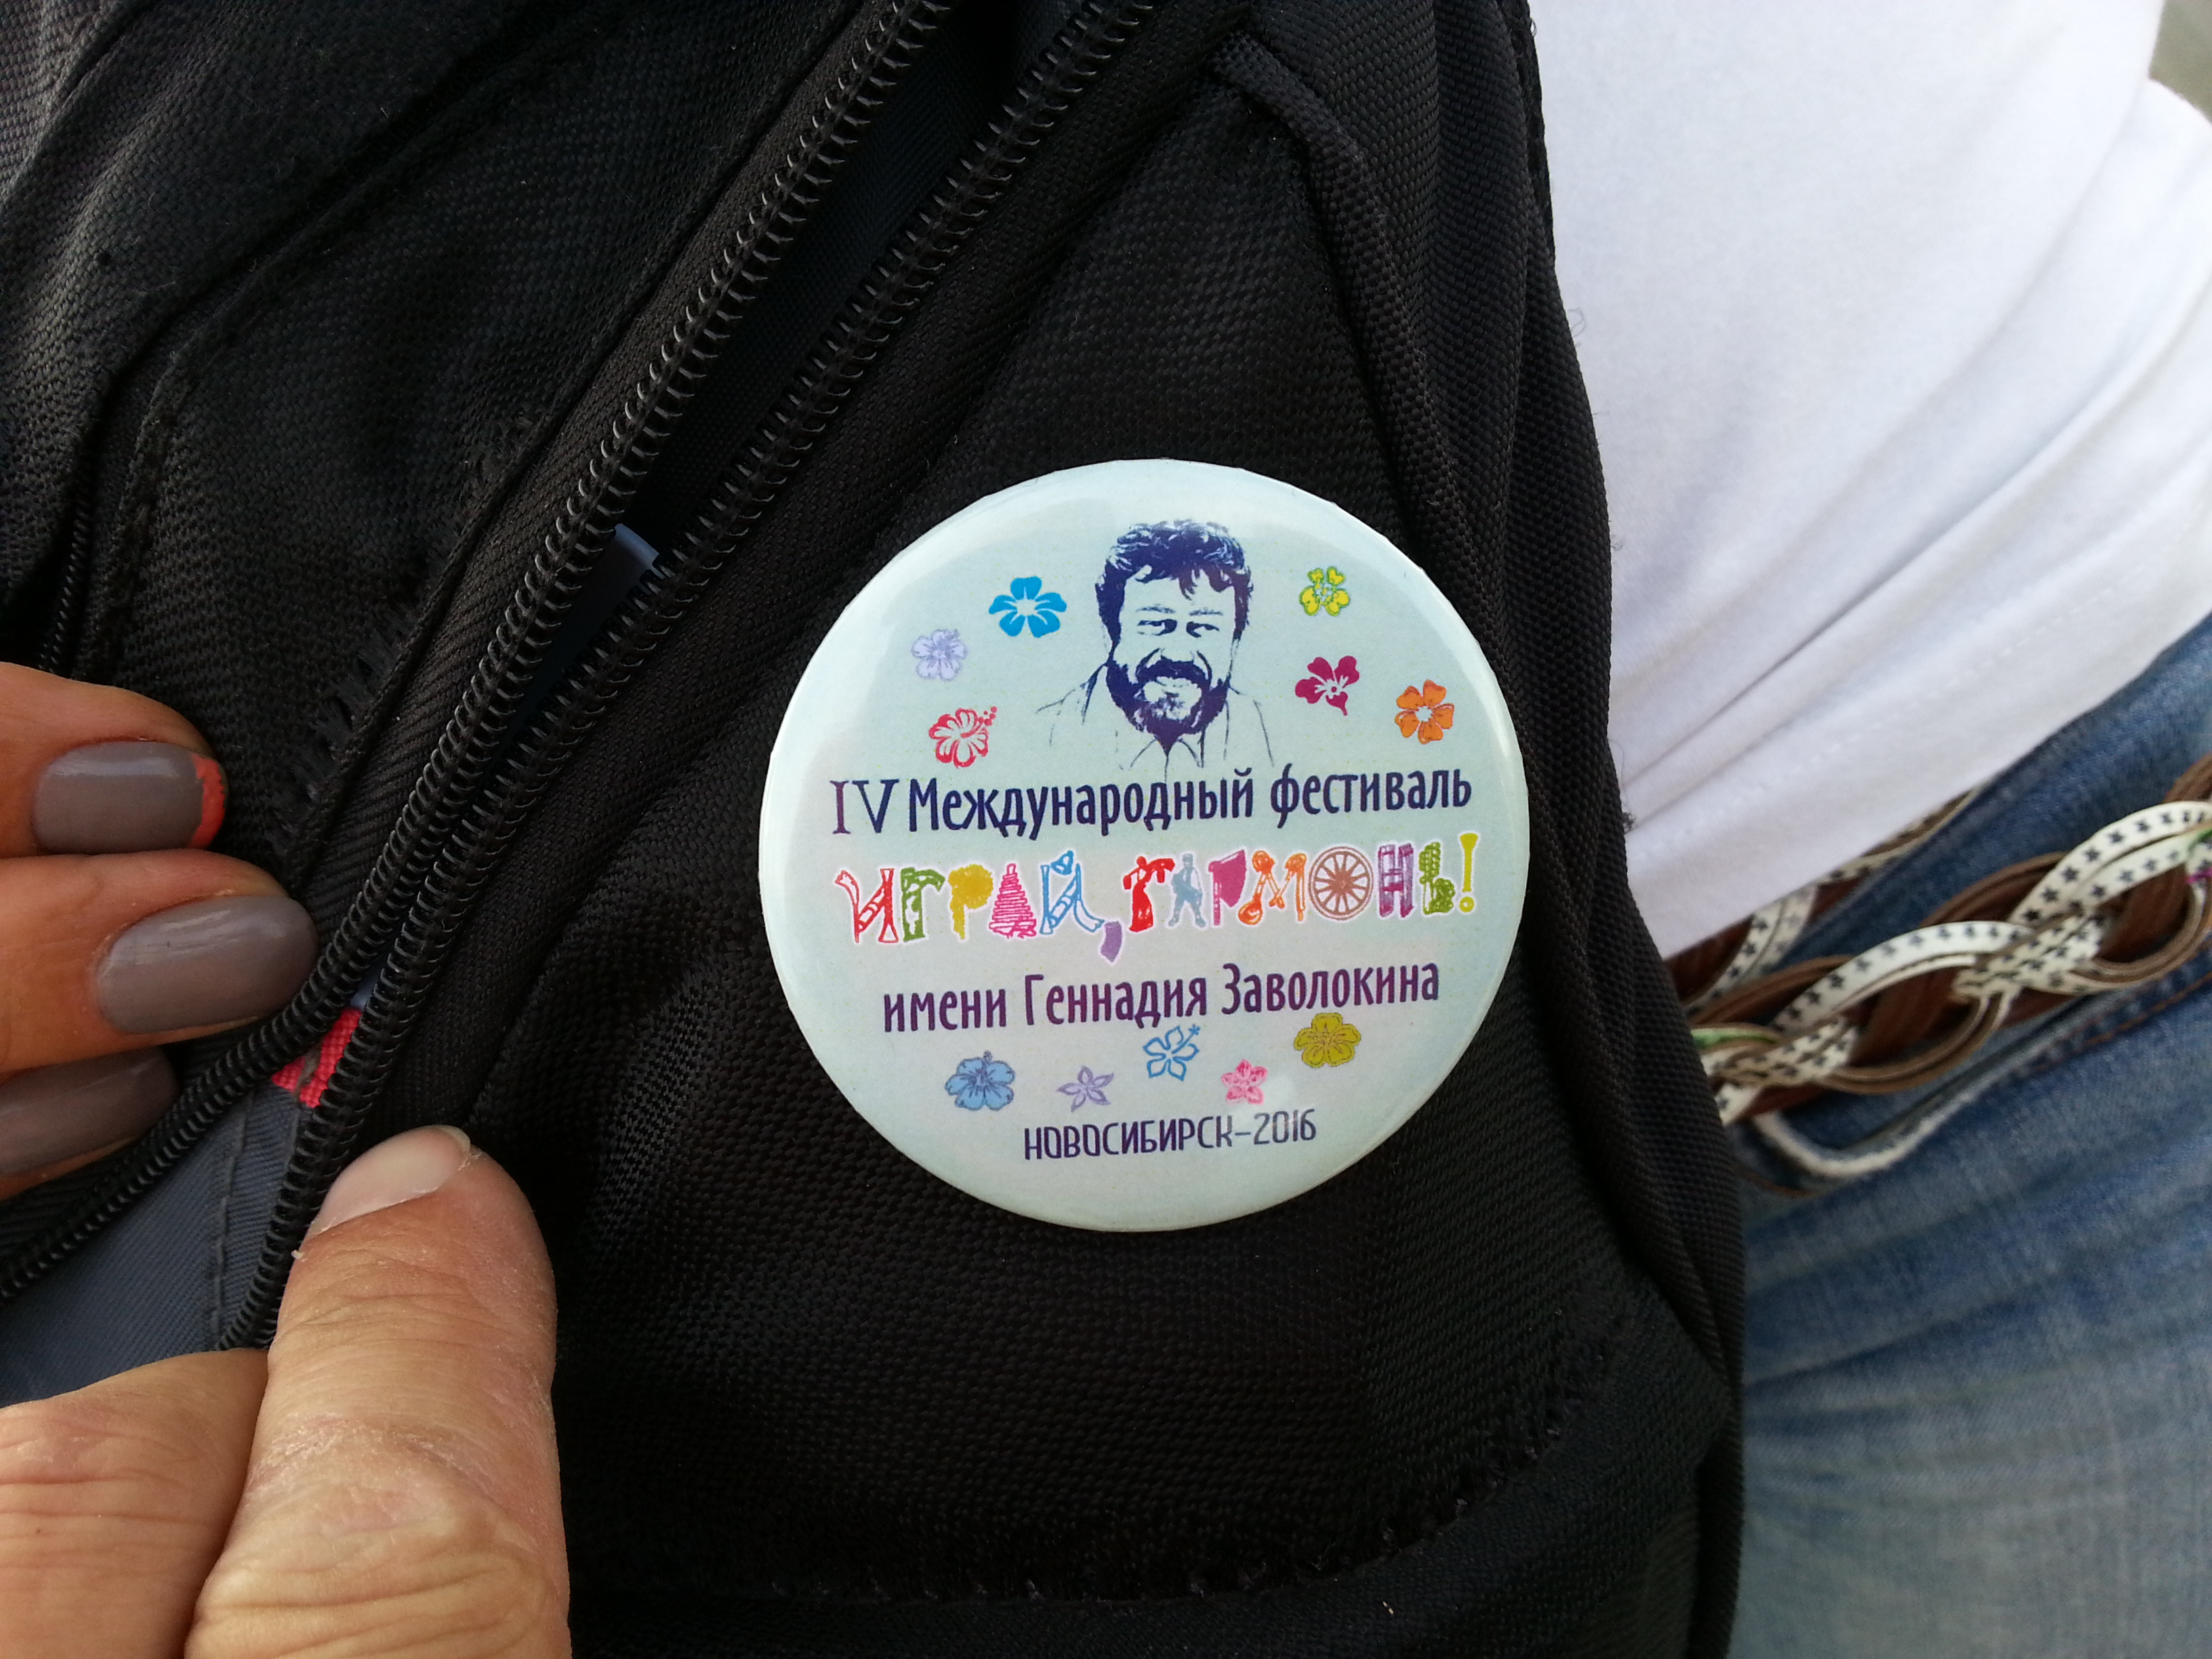 IV Международный фестиваль
ИГРАЙ, ГАРМОНЬ!
имени Геннадия Заволокина
НОВОСИБИРСК-2016